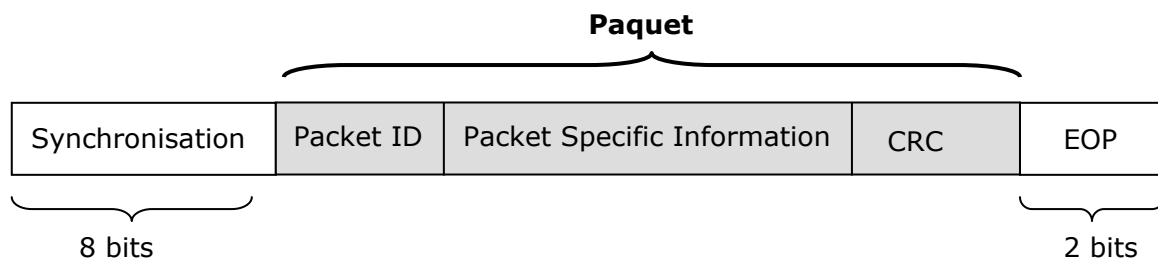 Paquet
Synchronisation Packet ID Packet Specific Information CRC EOP
8 bits 2 bits